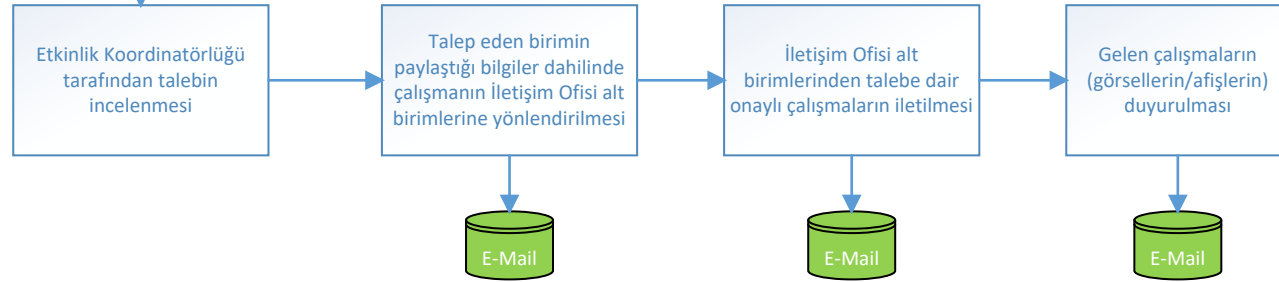 Etkinlik Koordinatörlüğü
tarafından talebin
incelenmesi
Talep eden birimin
paylaştığı bilgiler dahilinde
çalışmanın İletişim Ofisi alt
birimlerine yönlendirilmesi
İletişim Ofisi alt
birimlerinden talebe dair
onaylı çalışmaların iletilmesi
Gelen çalışmaların
(görsellerin/afişlerin)
duyurulması
E-Mail
E-Mail
E-Mail